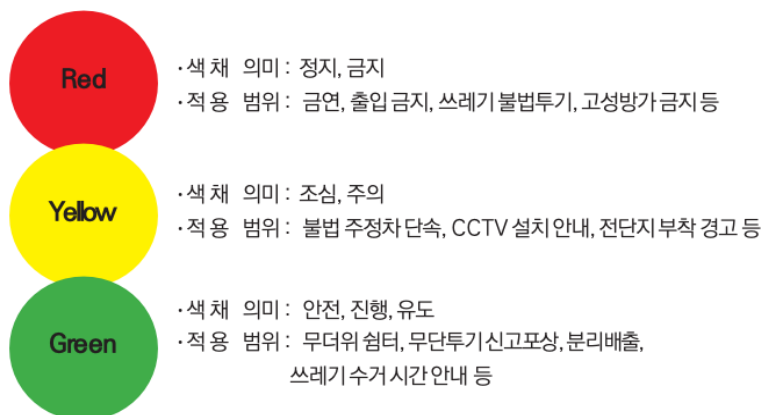 Red
·색채 의미 : 정지, 금지
·적용 범위 : 금연, 출입 금지, 쓰레기 불법투기, 고성방가 금지 등
Yellow
·색채 의미 : 조심, 주의
·적용 범위 : 불법 주정차 단속, CCTV 설치 안내, 전단지 부착 경고 등
Green
·색채 의미 : 안전, 진행, 유도
·적용 범위 : 무더위 쉼터, 무단투기 신고포상, 분리배출,
쓰레기 수거 시간 안내 등